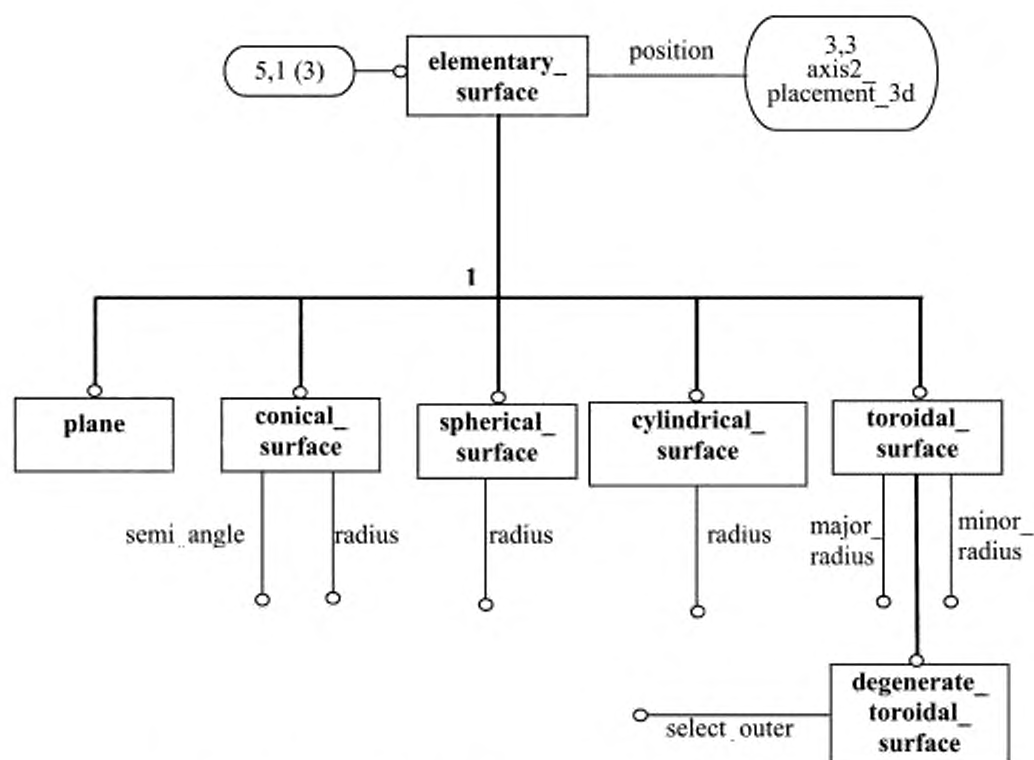 5,1 (3)
elementary_
surface
position
3,3
axis2_
placement_3d
1
plane
conical_
surface
spherical_
surface
cylindrical_
surface
toroidal_
surface
semi_angle
radius
radius
radius
major_
radius
minor_
radius
degenerate_
toroidal_
surface
select_outer